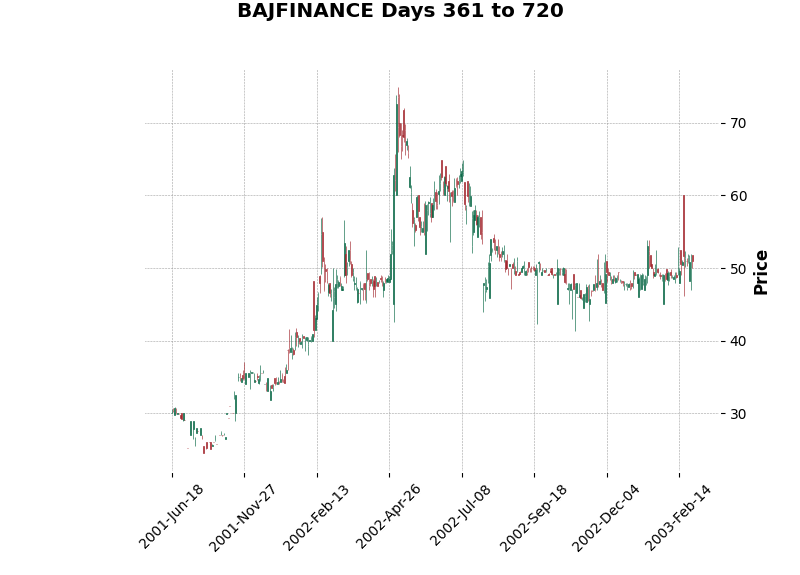 BAJFINANCE Days 361 to 720
70
60
50
40
30
Price
2001-Jun-18
2001-Nov-27
2002-Feb-13
2002-Apr-26
2002-Jul-08
2002-Sep-18
2002-Dec-04
2003-Feb-14